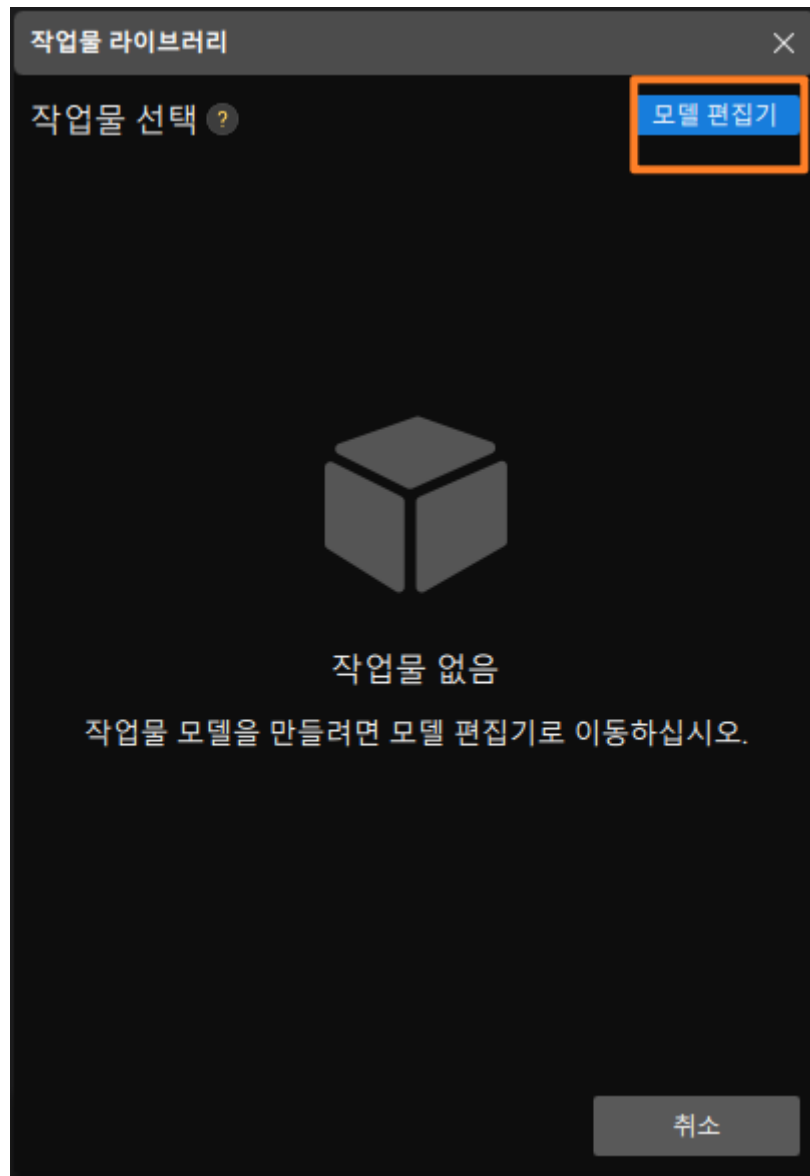 작업물 라이브러리
작업물 선택 ?
모델 편집기
작업물 없음
작업물 모델을 만들려면 모델 편집기로 이동하십시오.
취소